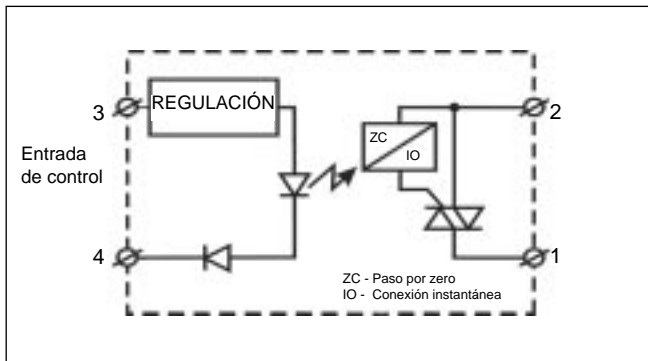 REGULACIÓN
3
2
ZC
IO
Entrada
de control
4
1
ZC - Paso por zero
IO - Conexión instantánea